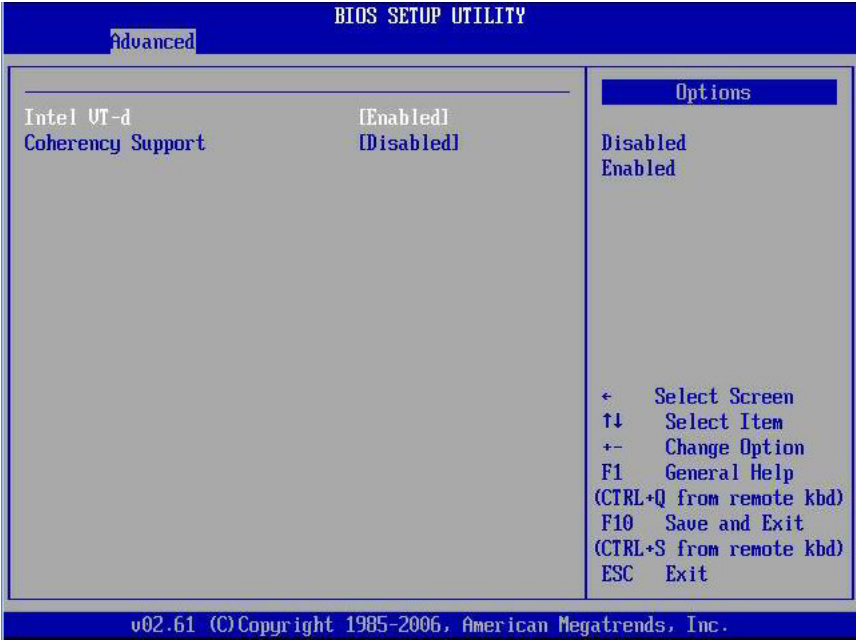 BIOS SETUP UTILITY
Advanced
Intel VT-d [Enabled]
Coherency Support [Disabled]
Options
Disabled
Enabled
← Select Screen
↑↓ Select Item
+- Change Option
F1 General Help
(CTRL+Q from remote kbd)
F10 Save and Exit
(CTRL+S from remote kbd)
ESC Exit
v02.61 (C)Copyright 1985-2006, American Megatrends, Inc.